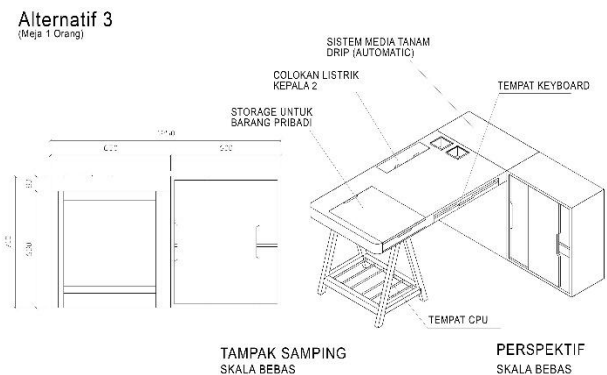 Alternatif 3
(Meja 1 Orang)
SISTEM MEDIA TANAM
DRIP (AUTOMATIC)
COLOKAN LISTRIK
KEPALA 2
TEMPAT KEYBOARD
STORAGE UNTUK
BARANG PRIBADI
TEMPAT CPU
TAMPAK SAMPING
SKALA BEBAS
PERSPEKTIF
SKALA BEBAS